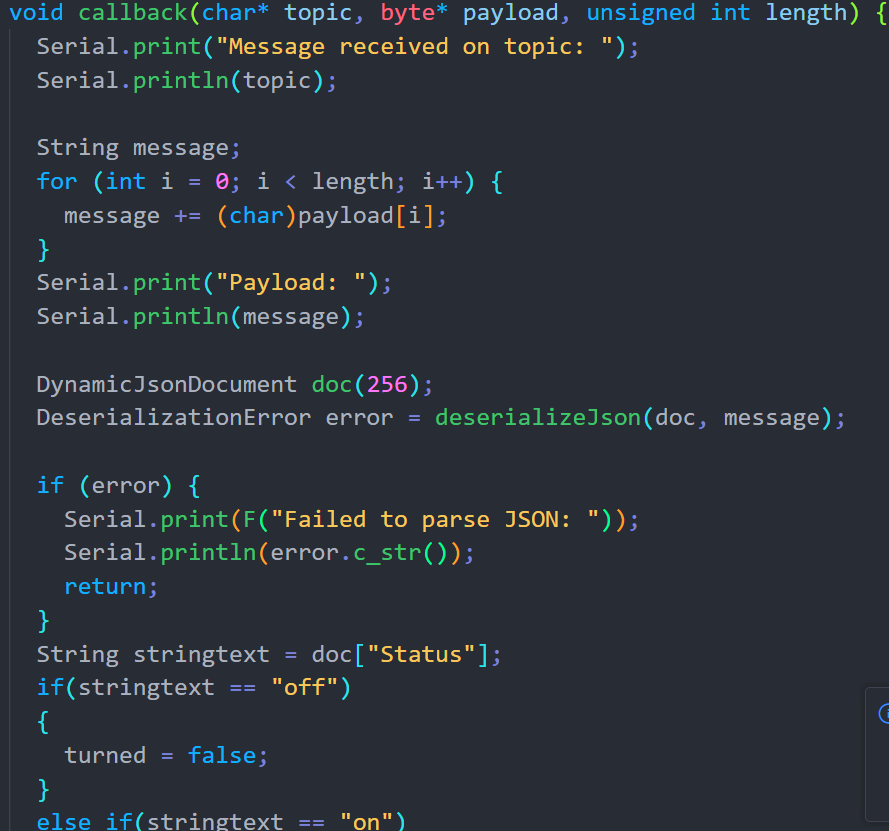 void callback(char* topic, byte* payload, unsigned int length) {
  Serial.print("Message received on topic: ");
  Serial.println(topic);

  String message;
  for (int i = 0; i < length; i++) {
    message += (char)payload[i];
  }
  Serial.print("Payload: ");
  Serial.println(message);

  DynamicJsonDocument doc(256);
  DeserializationError error = deserializeJson(doc, message);

  if (error) {
    Serial.print(F("Failed to parse JSON: "));
    Serial.println(error.c_str());
    return;
  }
  String stringtext = doc["Status"];
  if(stringtext == "off")
  {
    turned = false;
  }
  else if(stringtext == "on")